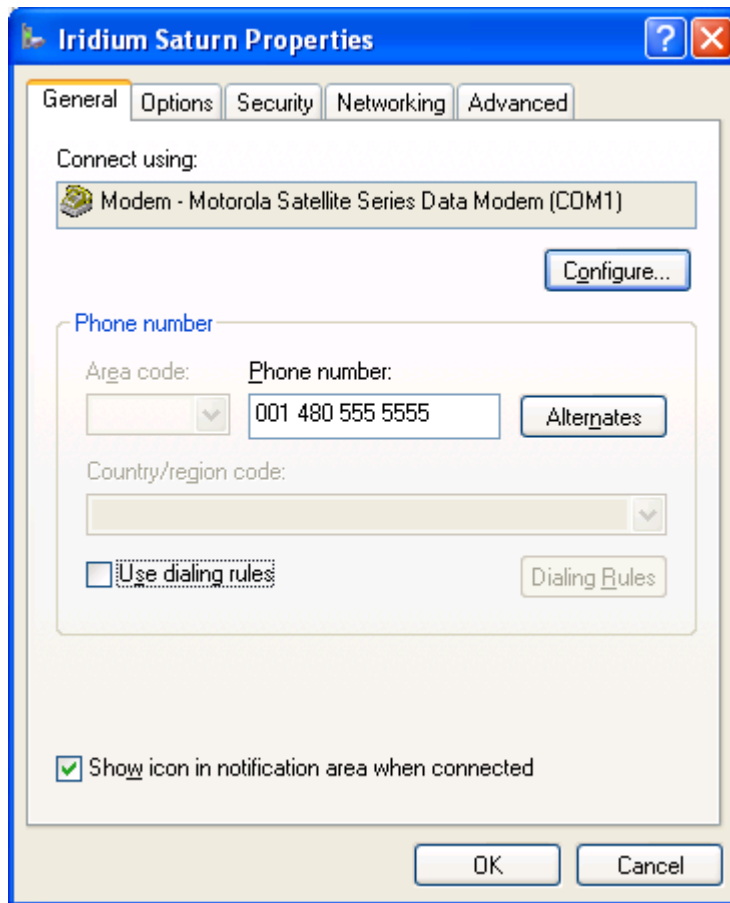 Iridium Saturn Properties
General Options Security Networking Advanced
Connect using:
Modem - Motorola Satellite Series Data Modem (COM1)
Configure...
Phone number
Area code: Phone number:
001 480 555 5555 Alternates
Country/region code:
Use dialing rules Dialing Rules
Show icon in notification area when connected
OK Cancel